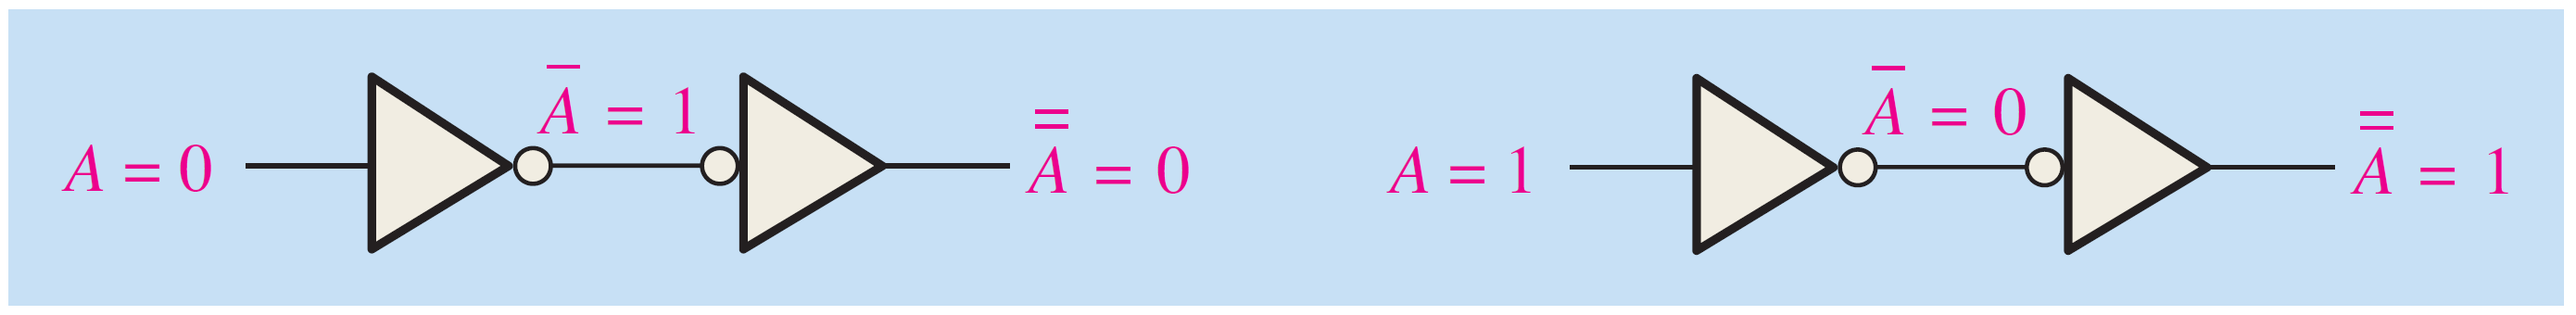 A = 0
A̅ = 1
A̿ = 0
A = 1
A̅ = 0
A̿ = 1